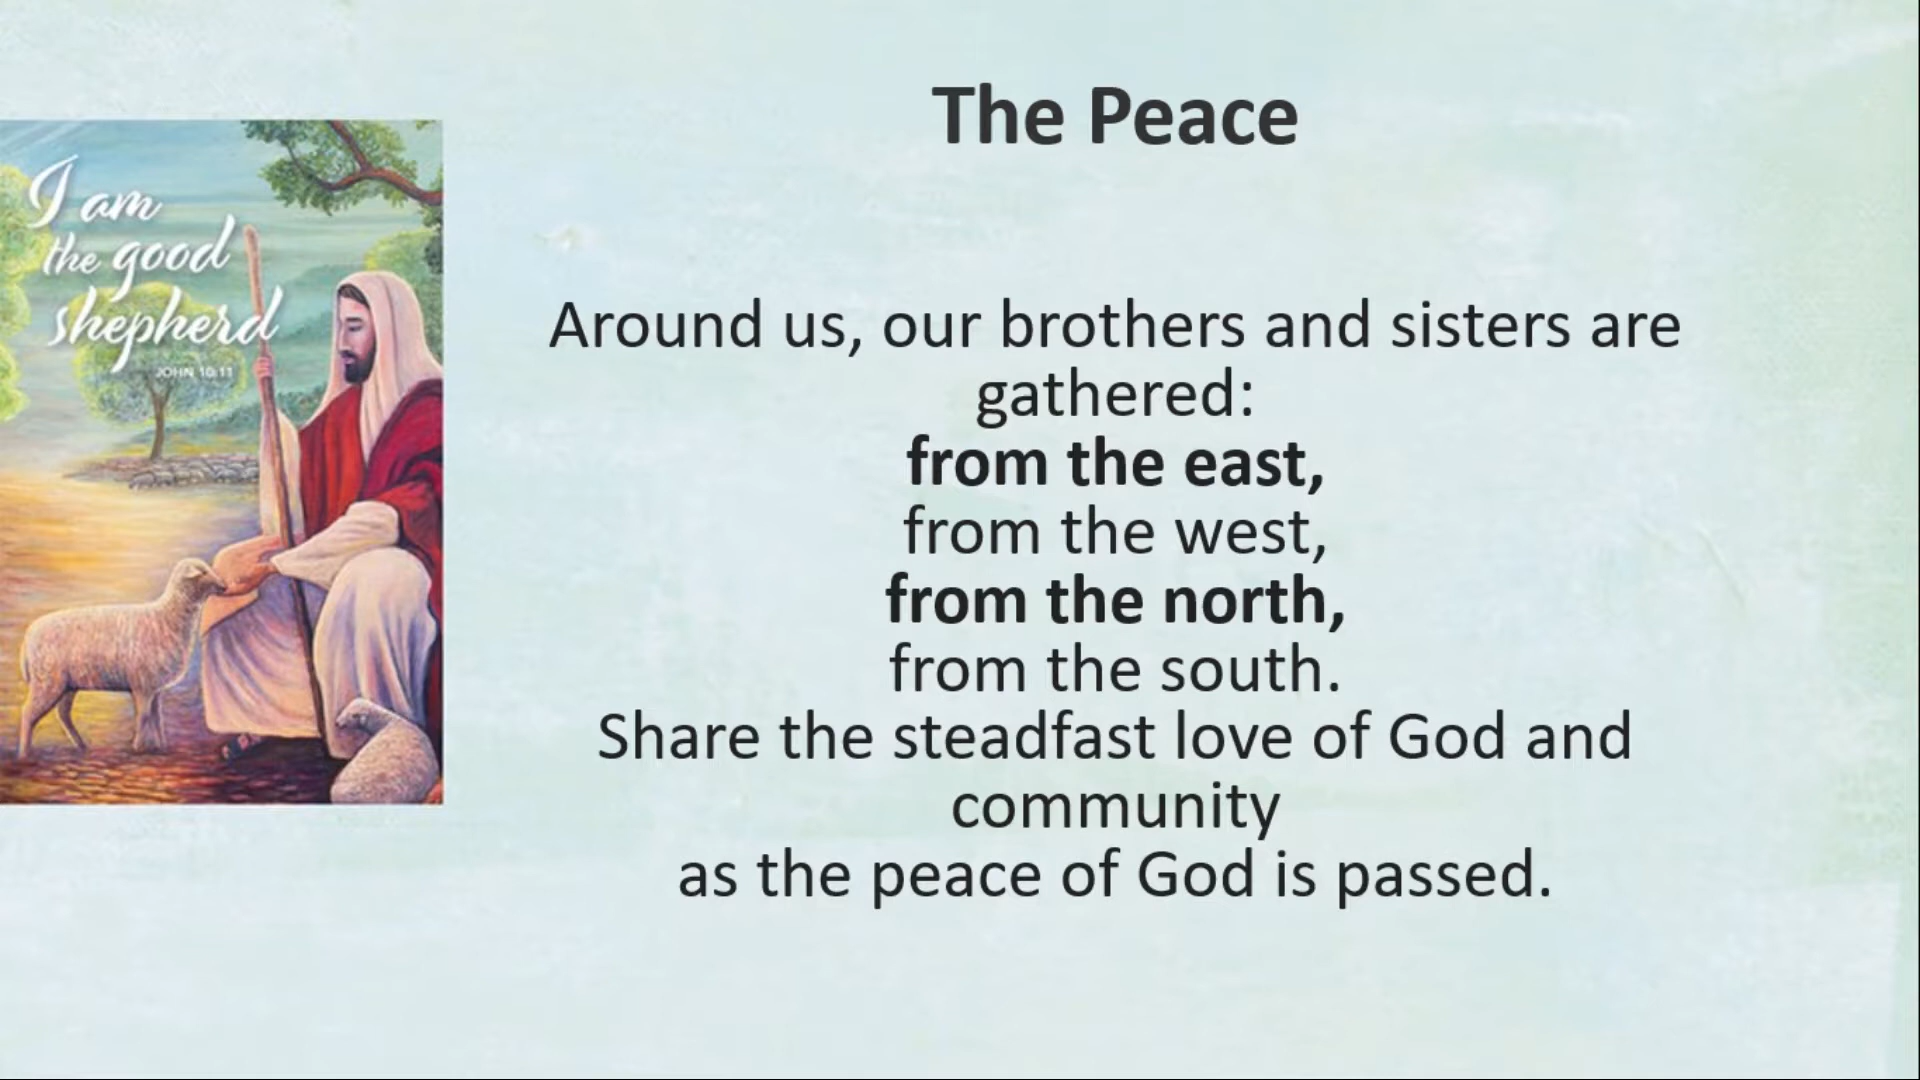 The Peace
I am
the good
shepherd
JOHN 10:11
Around us, our brothers and sisters are
gathered:
from the east,
from the west,
from the north,
from the south.
Share the steadfast love of God and
community
as the peace of God is passed.